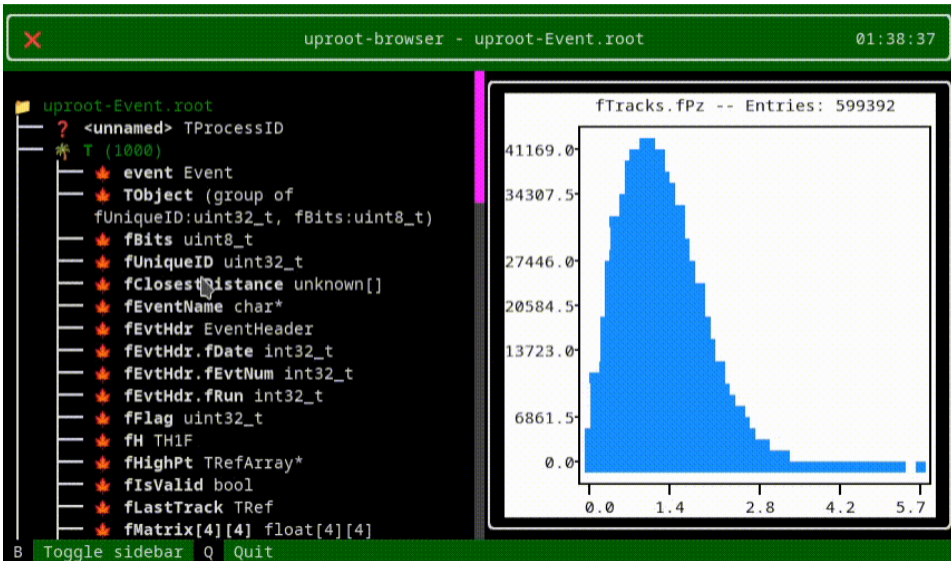 uproot-browser - uproot-Event.root 01:38:37
uproot-Event.root
<unnamed> TProcessID
T (1000)
event Event
TObject (group of
fUniqueID:uint32_t, fBits:uint8_t)
fBits uint8_t
fUniqueID uint32_t
fClosestDistance unknown[]
fEventName char*
fEvtHdr EventHeader
fEvtHdr.fDate int32_t
fEvtHdr.fEvtNum int32_t
fEvtHdr.fRun int32_t
fFlag uint32_t
fH TH1F
fHighPt TRefArray*
fIsValid bool
fLastTrack TRef
fMatrix[4][4] float[4][4]
fTracks.fPz -- Entries: 599392
41169.0
34307.5
27446.0
20584.5
13723.0
6861.5
0.0
0.0 1.4 2.8 4.2 5.7
B Toggle sidebar Q Quit